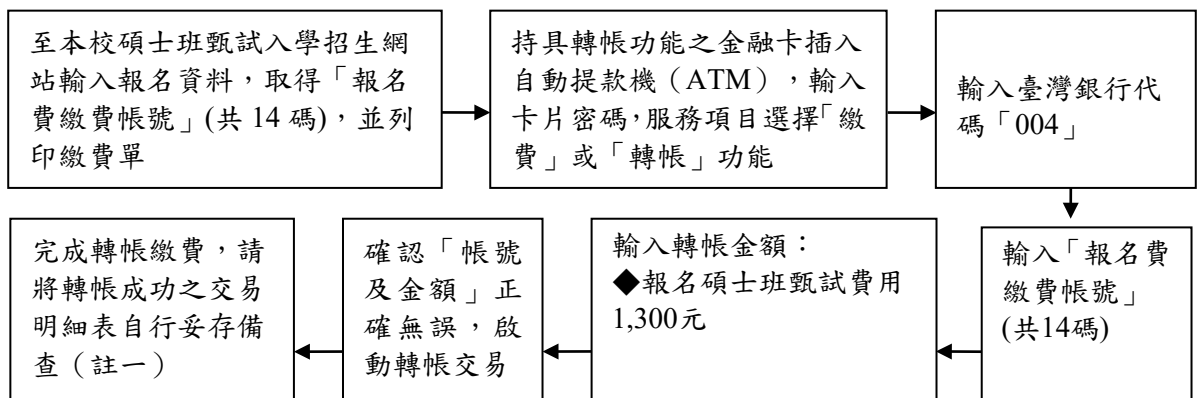 至本校碩士班甄試入學招生網
站輸入報名資料，取得「報名
費繳費帳號」(共 14 碼)，並列
印繳費單
持具轉帳功能之金融卡插入
自動提款機（ATM），輸入
卡片密碼，服務項目選擇「繳
費」或「轉帳」功能
輸入臺灣銀行代
碼「004」
輸入「報名費
繳費帳號」
(共14碼)
輸入轉帳金額：
◆報名碩士班甄試費用
1,300元
確認「帳號
及金額」正
確無誤，啟
動轉帳交易
完成轉帳繳費，請
將轉帳成功之交易
明細表自行妥存備
查（註一）